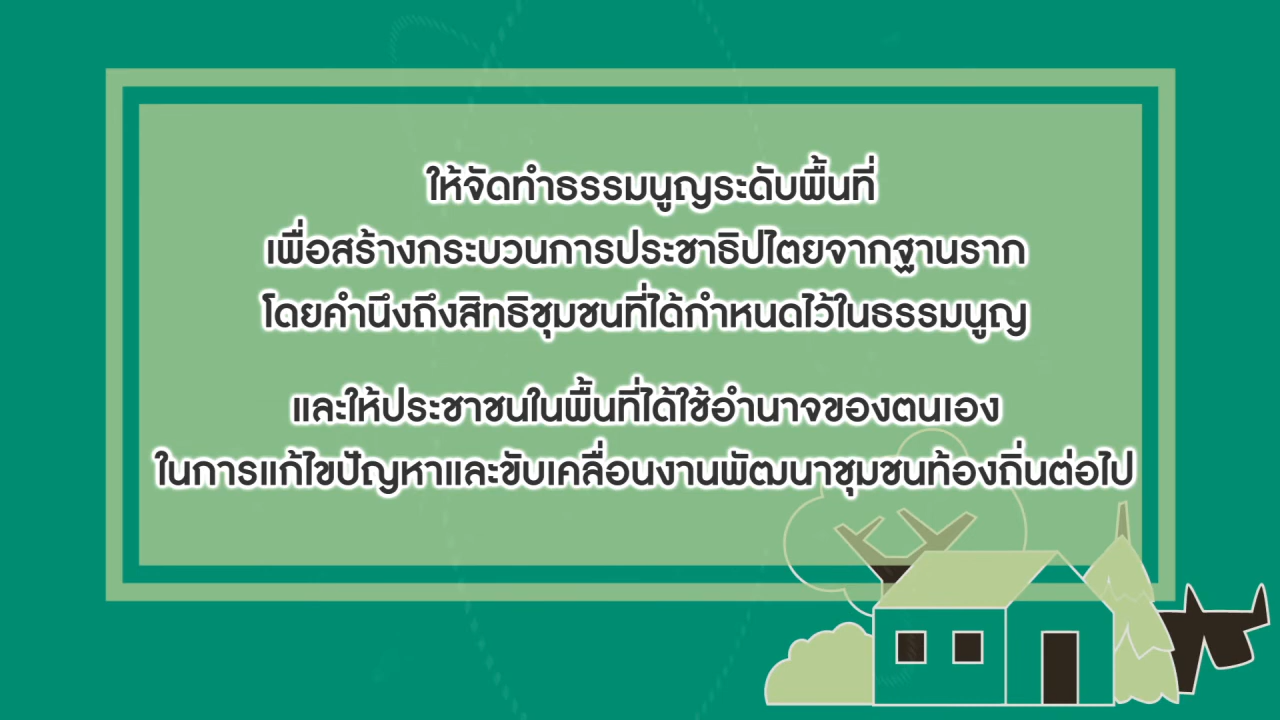 ให้จัดทำธรรมนูญระดับพื้นที่
เพื่อสร้างกระบวนการประชาธิปไตยจากฐานราก
โดยคำนึงถึงสิทธิชุมชนที่ได้กำหนดไว้ในธรรมนูญ
และให้ประชาชนในพื้นที่ได้ใช้อำนาจของตนเอง
ในการแก้ไขปัญหาและขับเคลื่อนงานพัฒนาชุมชนท้องถิ่นต่อไป